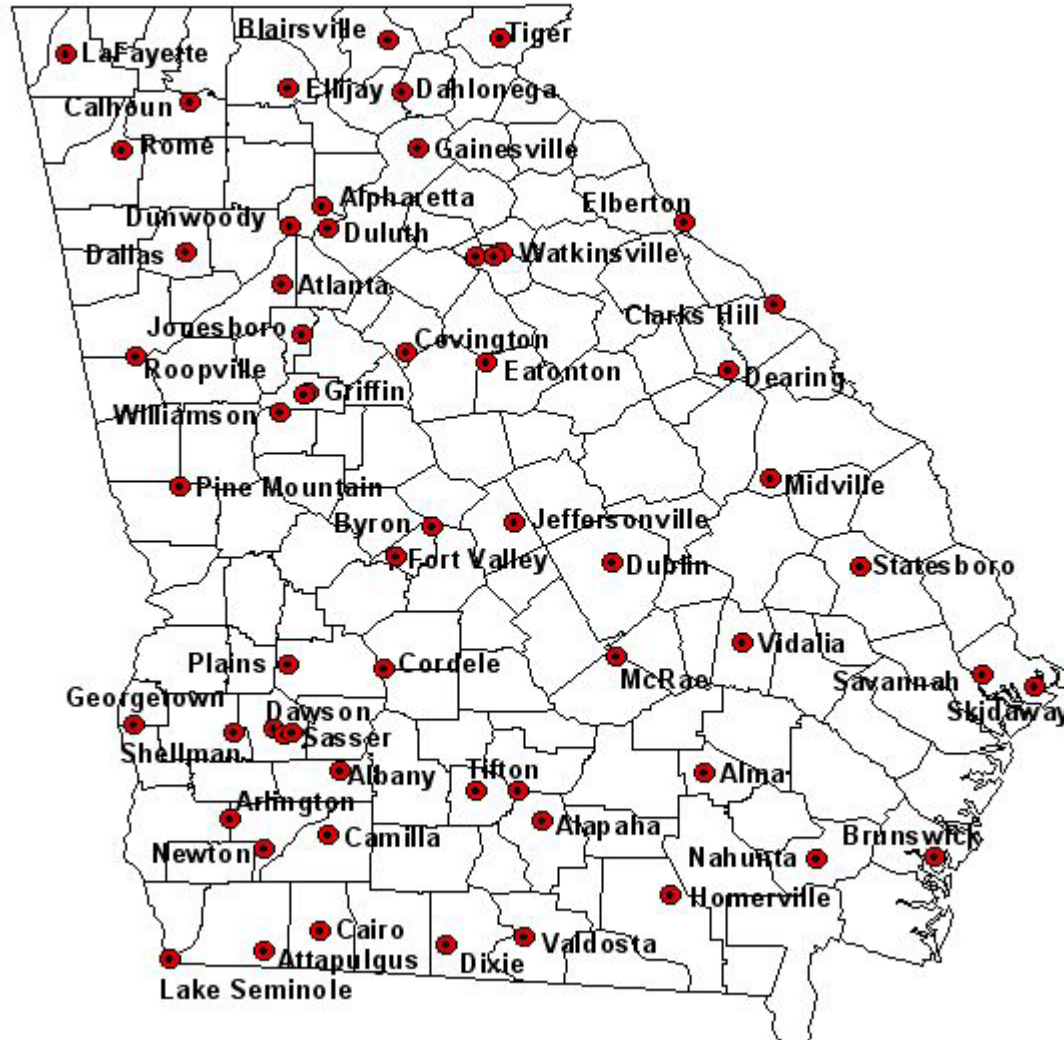 Blairsville
Tiger
LaFayette
Ellijay
Dahlonega
Calhoun
Rome
Gainesville
Alpharetta
Elberton
Dunwoody
Duluth
Dallas
Watkinsville
Atlanta
Clarks Hill
Jonesboro
Covington
Roopville
Eatonton
Dearing
Griffin
Williamson
Pine Mountain
Midville
Byron
Jeffersonville
Fort Valley
Dublin
Statesboro
Vidalia
Plains
Cordele
McRae
Savannah
Skidaway
Georgetown
Dawson
Shellman
Sasser
Albany
Tifton
Alma
Arlington
Alapaha
Camilla
Brunswick
Newton
Nahunta
Homerville
Cairo
Valdosta
Attapulgus
Dixie
Lake Seminole